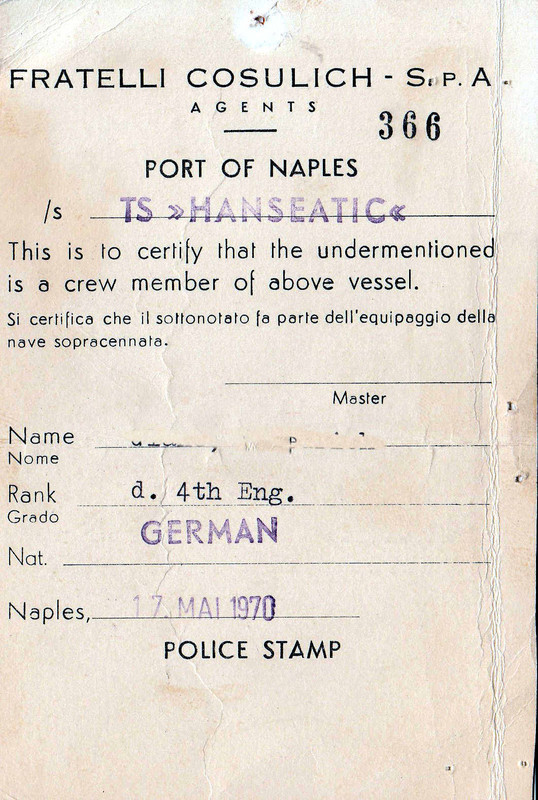 FRATELLI COSULICH - S.P.A.
AGENTS
366
PORT OF NAPLES
/s TS »HANSEATIC«
This is to certify that the undermentioned
is a crew member of above vessel.
Si certifica che il sottonotato fa parte dell'equipaggio della
nave sopracennata.
Master
Name
Nome
Rank d. 4th Eng.
Grado
GERMAN
Nat.
Naples, 17. MAI 1970
POLICE STAMP